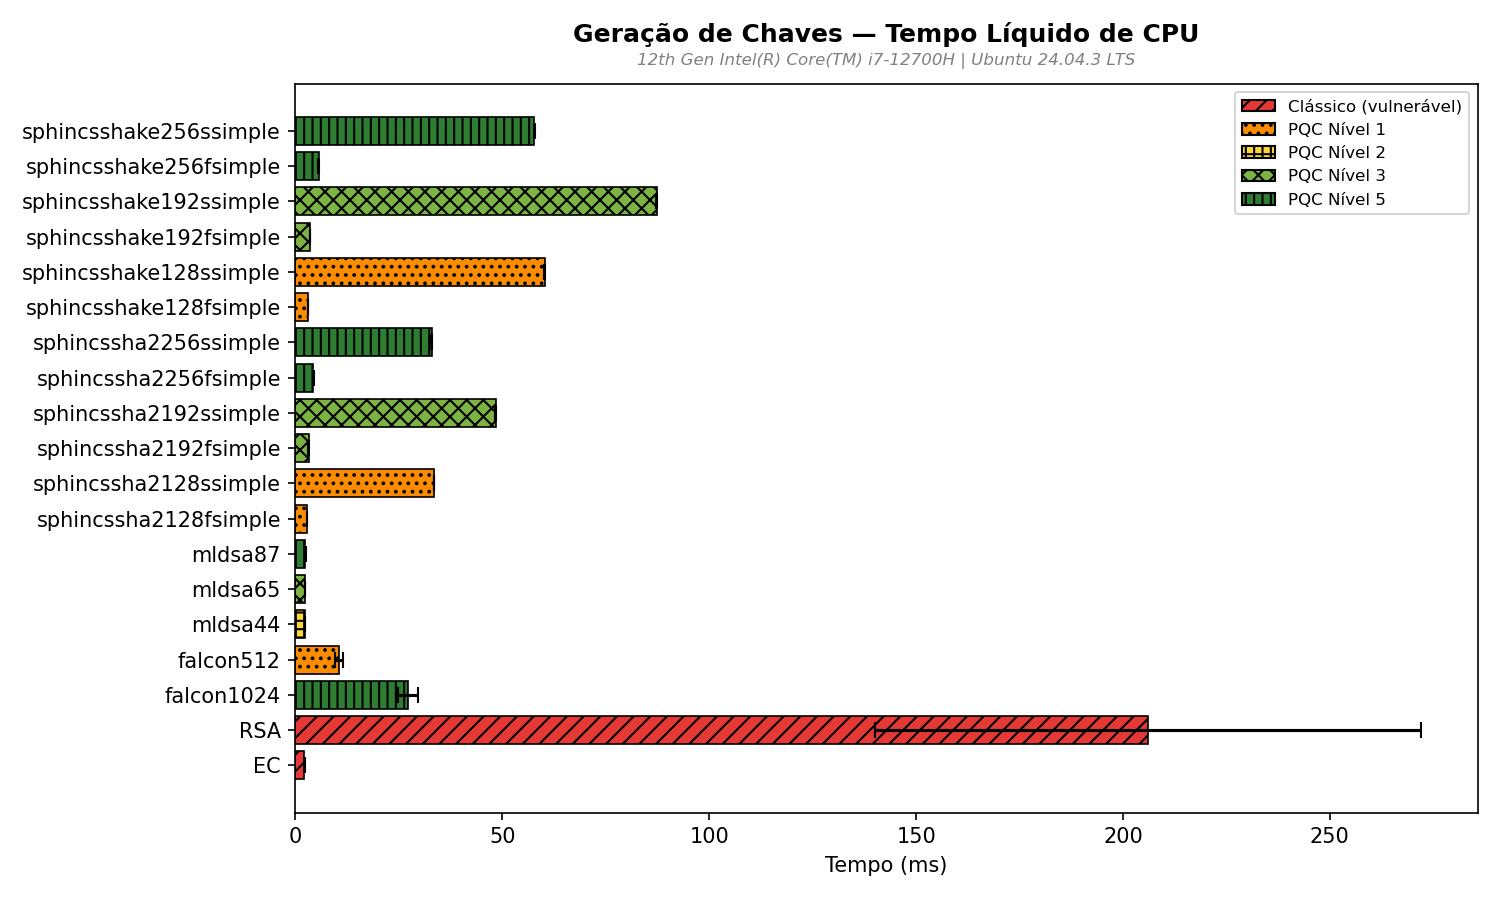 Geração de Chaves — Tempo Líquido de CPU
12th Gen Intel(R) Core(TM) i7-12700H | Ubuntu 24.04.3 LTS
Clássico (vulnerável)
PQC Nível 1
PQC Nível 2
PQC Nível 3
PQC Nível 5
sphincsshake256ssimple
sphincsshake256fsimple
sphincsshake192ssimple
sphincsshake192fsimple
sphincsshake128ssimple
sphincsshake128fsimple
sphincssha2256ssimple
sphincssha2256fsimple
sphincssha2192ssimple
sphincssha2192fsimple
sphincssha2128ssimple
sphincssha2128fsimple
mldsa87
mldsa65
mldsa44
falcon512
falcon1024
RSA
EC
0 50 100 150 200 250
Tempo (ms)